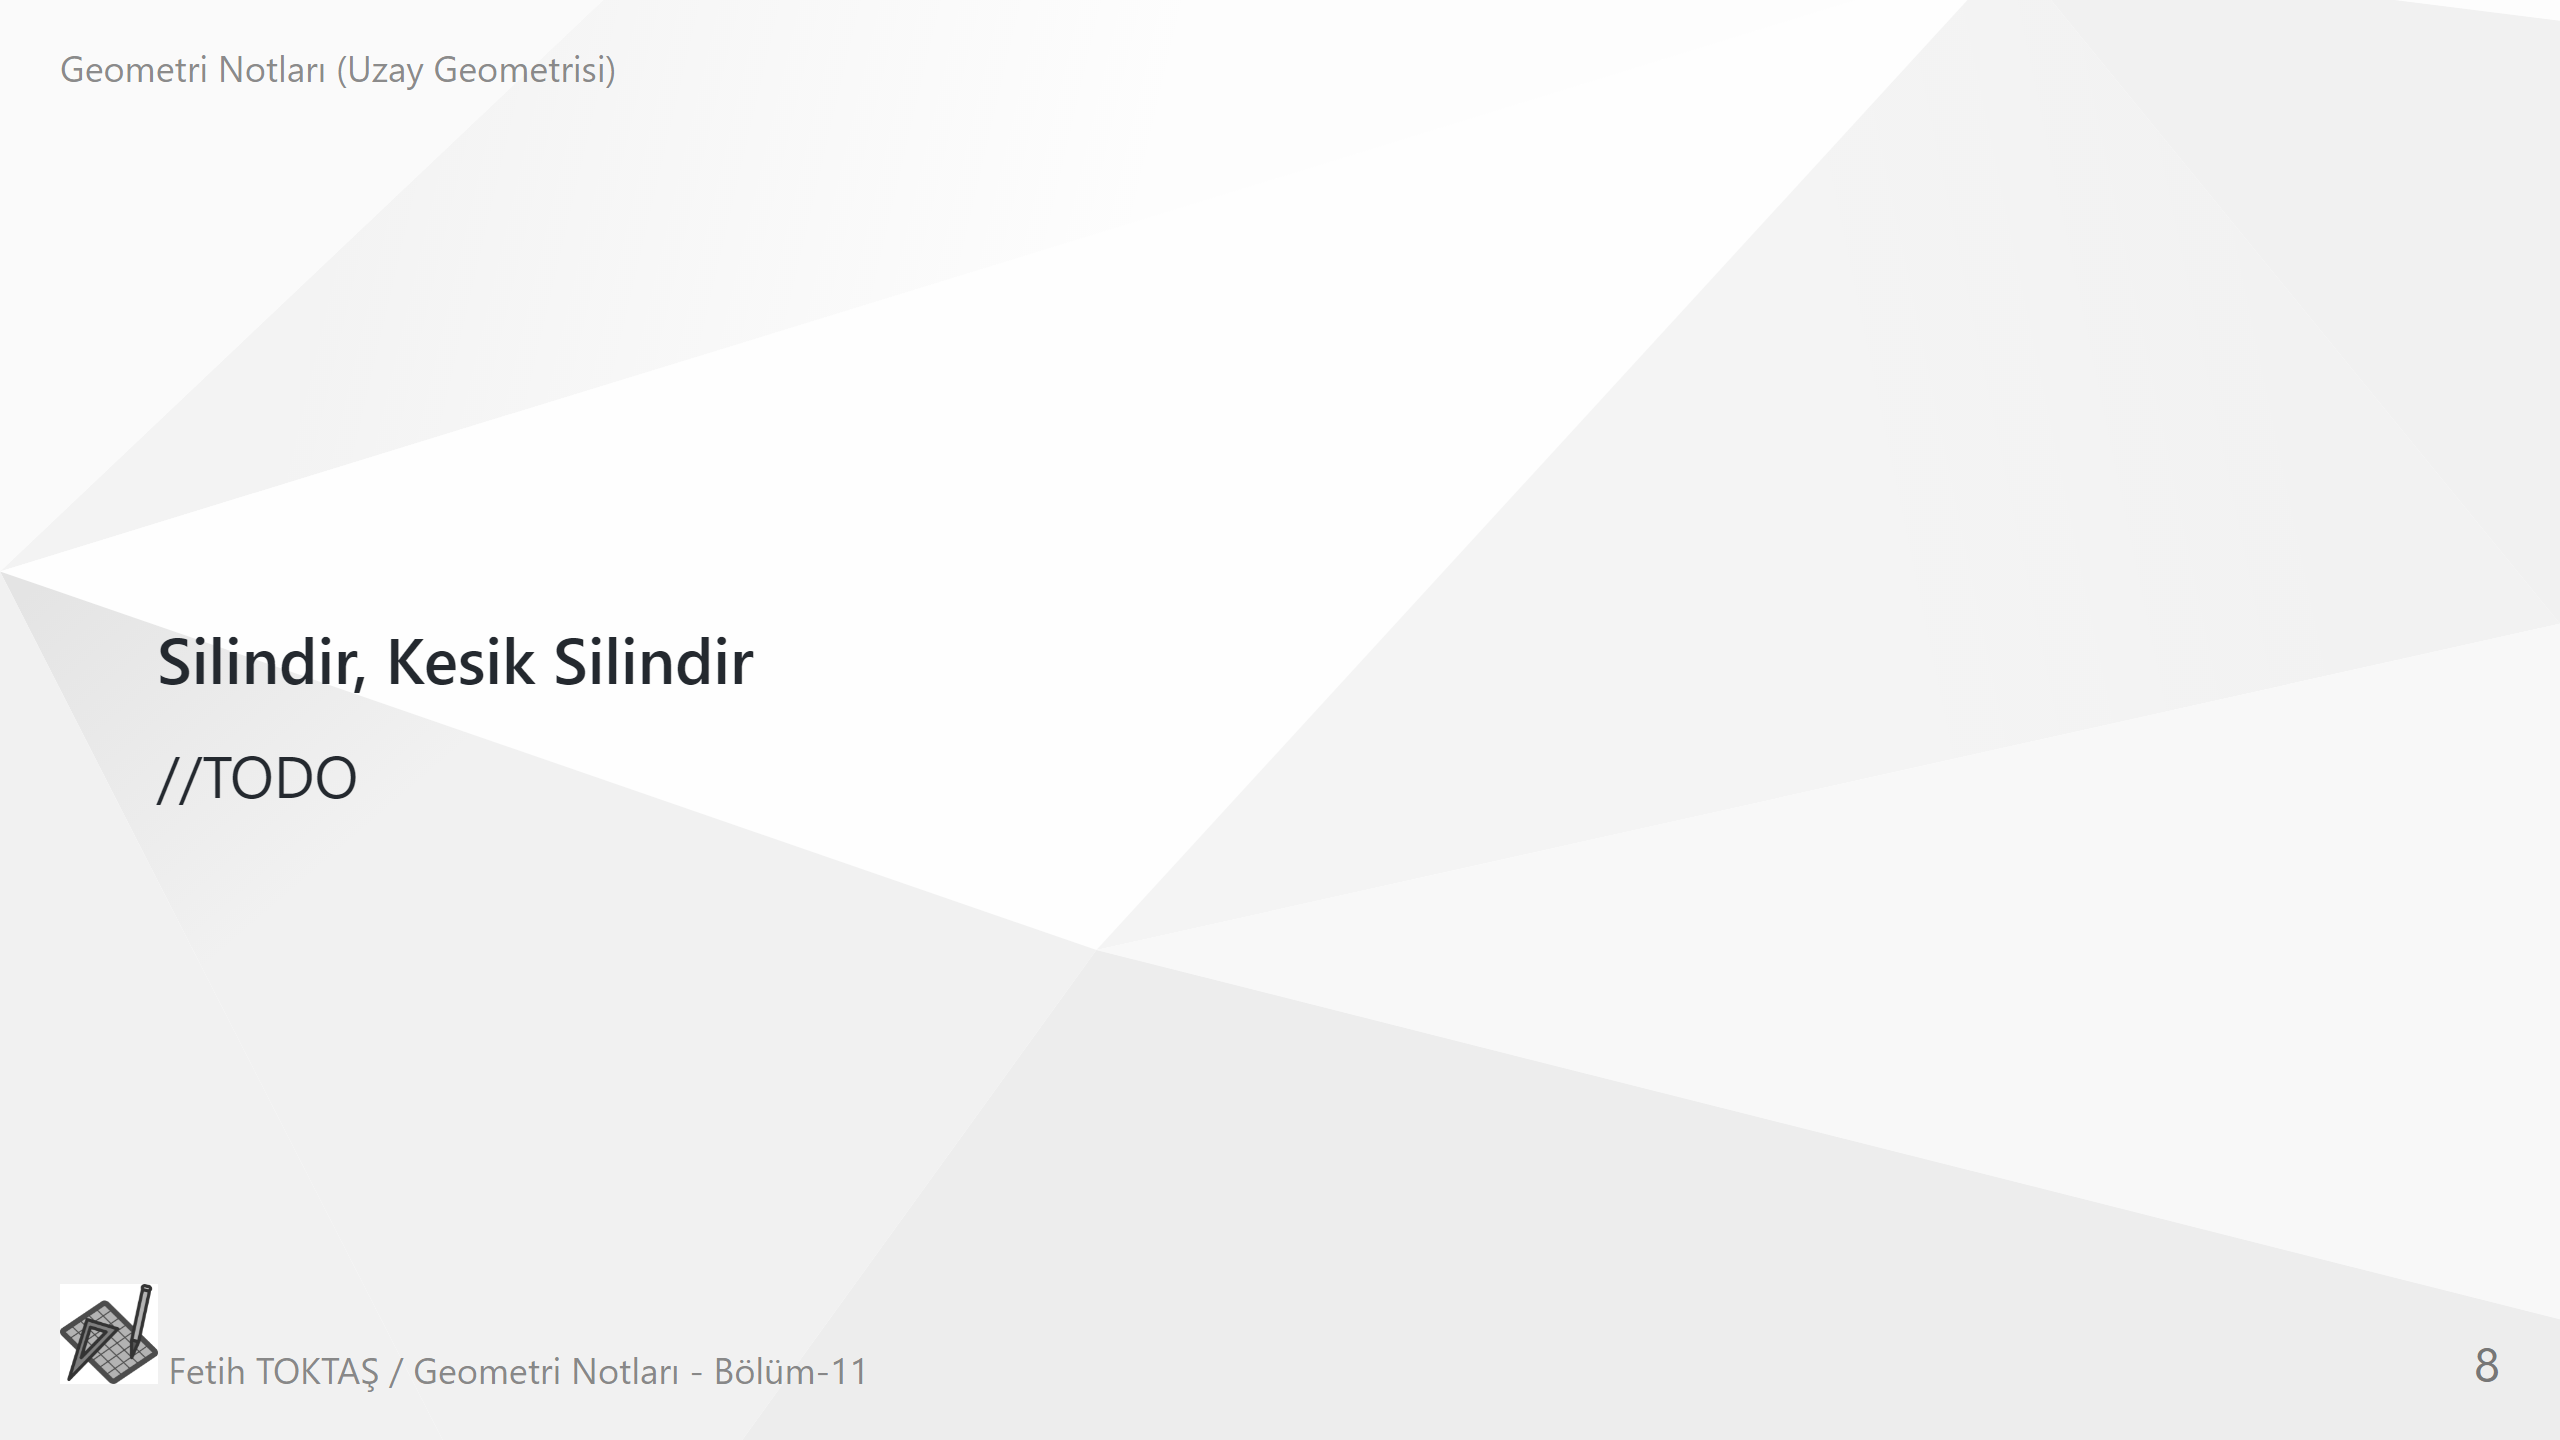 Geometri Notları (Uzay Geometrisi)
Silindir, Kesik Silindir
//TODO
Fetih TOKTAŞ / Geometri Notları - Bölüm-11
8